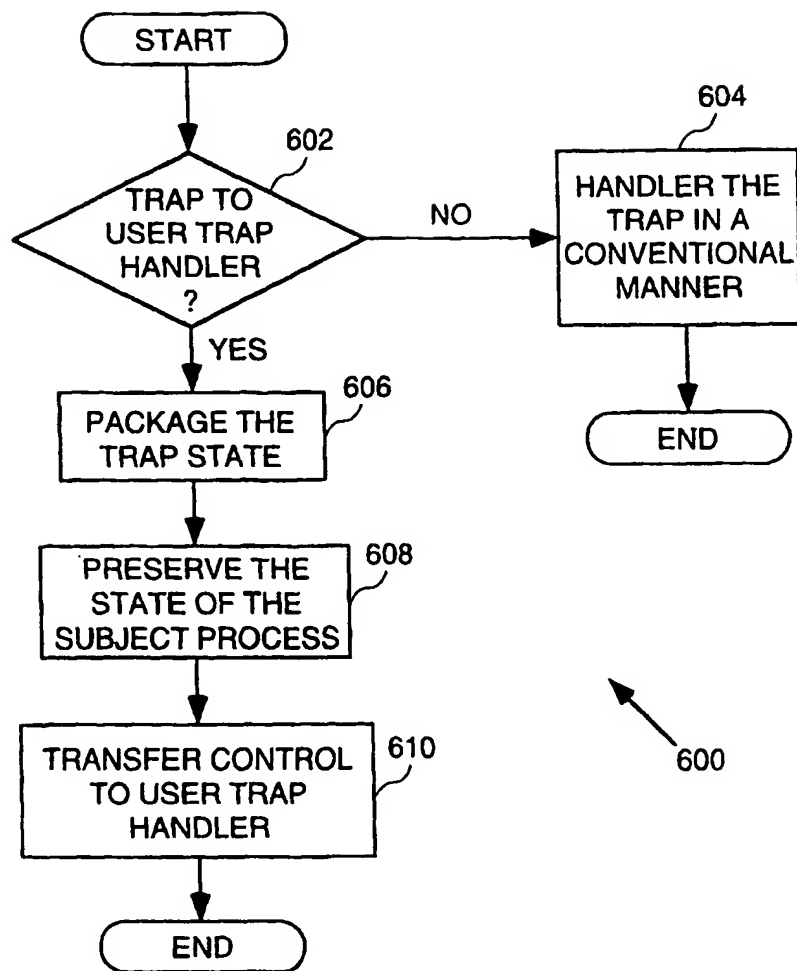 START
602
TRAP TO
USER TRAP
HANDLER
?
NO
604
HANDLER THE
TRAP IN A
CONVENTIONAL
MANNER
END
YES
606
PACKAGE THE
TRAP STATE
608
PRESERVE THE
STATE OF THE
SUBJECT PROCESS
610
TRANSFER CONTROL
TO USER TRAP
HANDLER
END
600